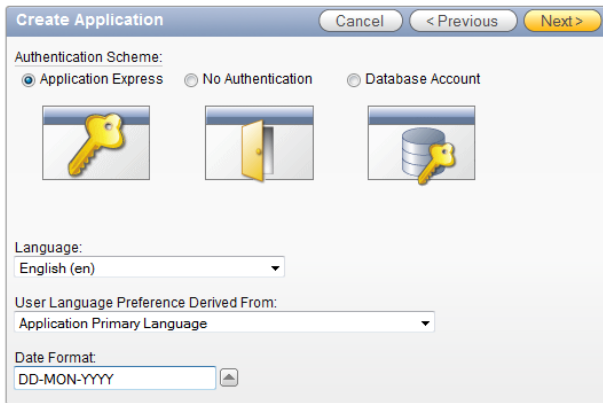 Create Application
Cancel
< Previous
Next >
Authentication Scheme:
Application Express
No Authentication
Database Account
Language:
English (en)
User Language Preference Derived From:
Application Primary Language
Date Format:
DD-MON-YYYY